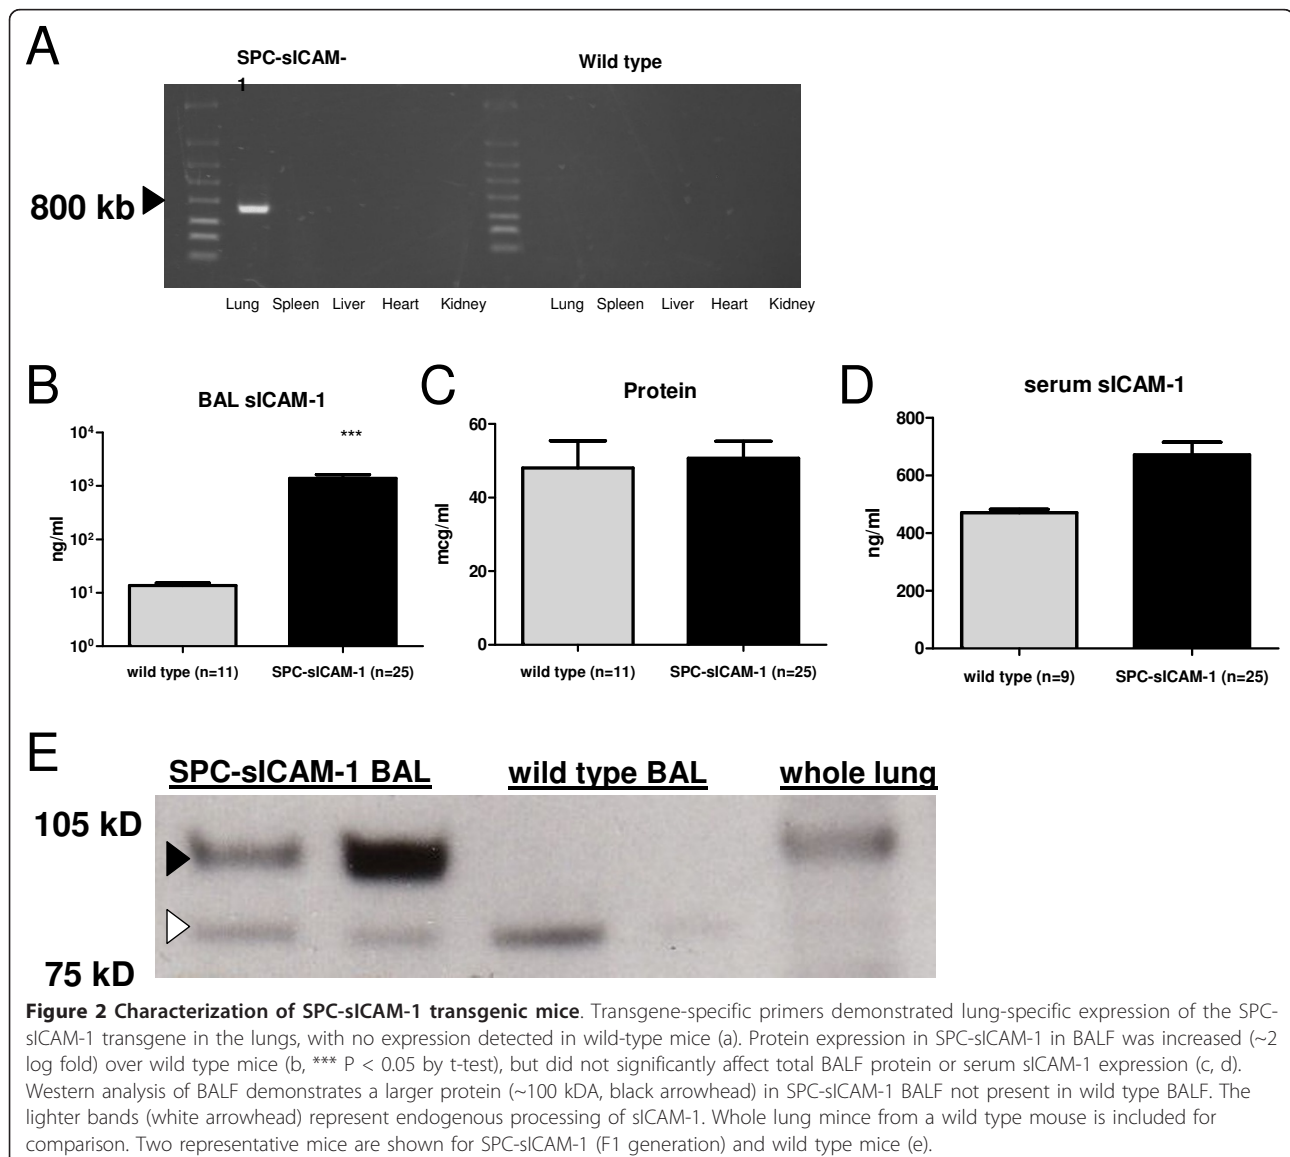 A
SPC-sICAM-
1
Wild type
800 kb
Lung Spleen Liver Heart Kidney Lung Spleen Liver Heart Kidney
B
BAL sICAM-1
***
10⁴
10³
10²
10¹
10⁰
ng/ml
wild type (n=11) SPC-sICAM-1 (n=25)
C
Protein
60
40
20
0
mcg/ml
wild type (n=11) SPC-sICAM-1 (n=25)
D
serum sICAM-1
800
600
400
200
0
ng/ml
wild type (n=9) SPC-sICAM-1 (n=25)
E
SPC-sICAM-1 BAL wild type BAL whole lung
105 kD
75 kD
Figure 2 Characterization of SPC-sICAM-1 transgenic mice. Transgene-specific primers demonstrated lung-specific expression of the SPC-
sICAM-1 transgene in the lungs, with no expression detected in wild-type mice (a). Protein expression in SPC-sICAM-1 in BALF was increased (~2
log fold) over wild type mice (b, *** P < 0.05 by t-test), but did not significantly affect total BALF protein or serum sICAM-1 expression (c, d).
Western analysis of BALF demonstrates a larger protein (~100 kDA, black arrowhead) in SPC-sICAM-1 BALF not present in wild type BALF. The
lighter bands (white arrowhead) represent endogenous processing of sICAM-1. Whole lung mince from a wild type mouse is included for
comparison. Two representative mice are shown for SPC-sICAM-1 (F1 generation) and wild type mice (e).